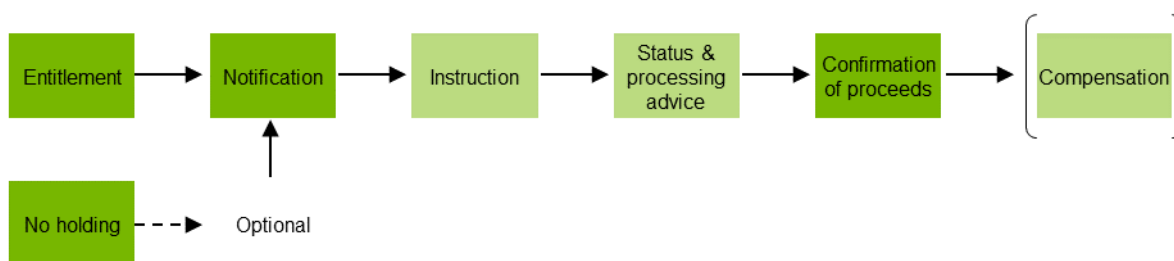 Entitlement
Notification
Instruction
Status &
processing
advice
Confirmation
of proceeds
Compensation
No holding
Optional